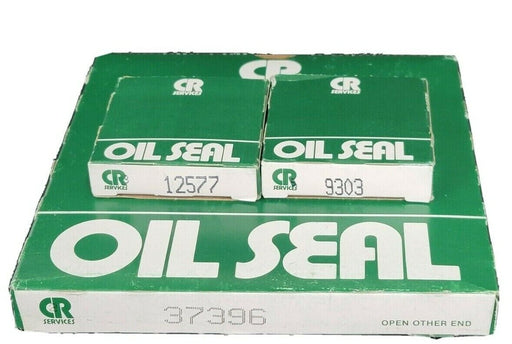 CR
CR
SERVICES
CR
SERVICES
OIL SEAL
OIL SEAL
CR
SERVICES
12577
CR
SERVICES
9303
OIL SEAL
CR
SERVICES
37396
OPEN OTHER END